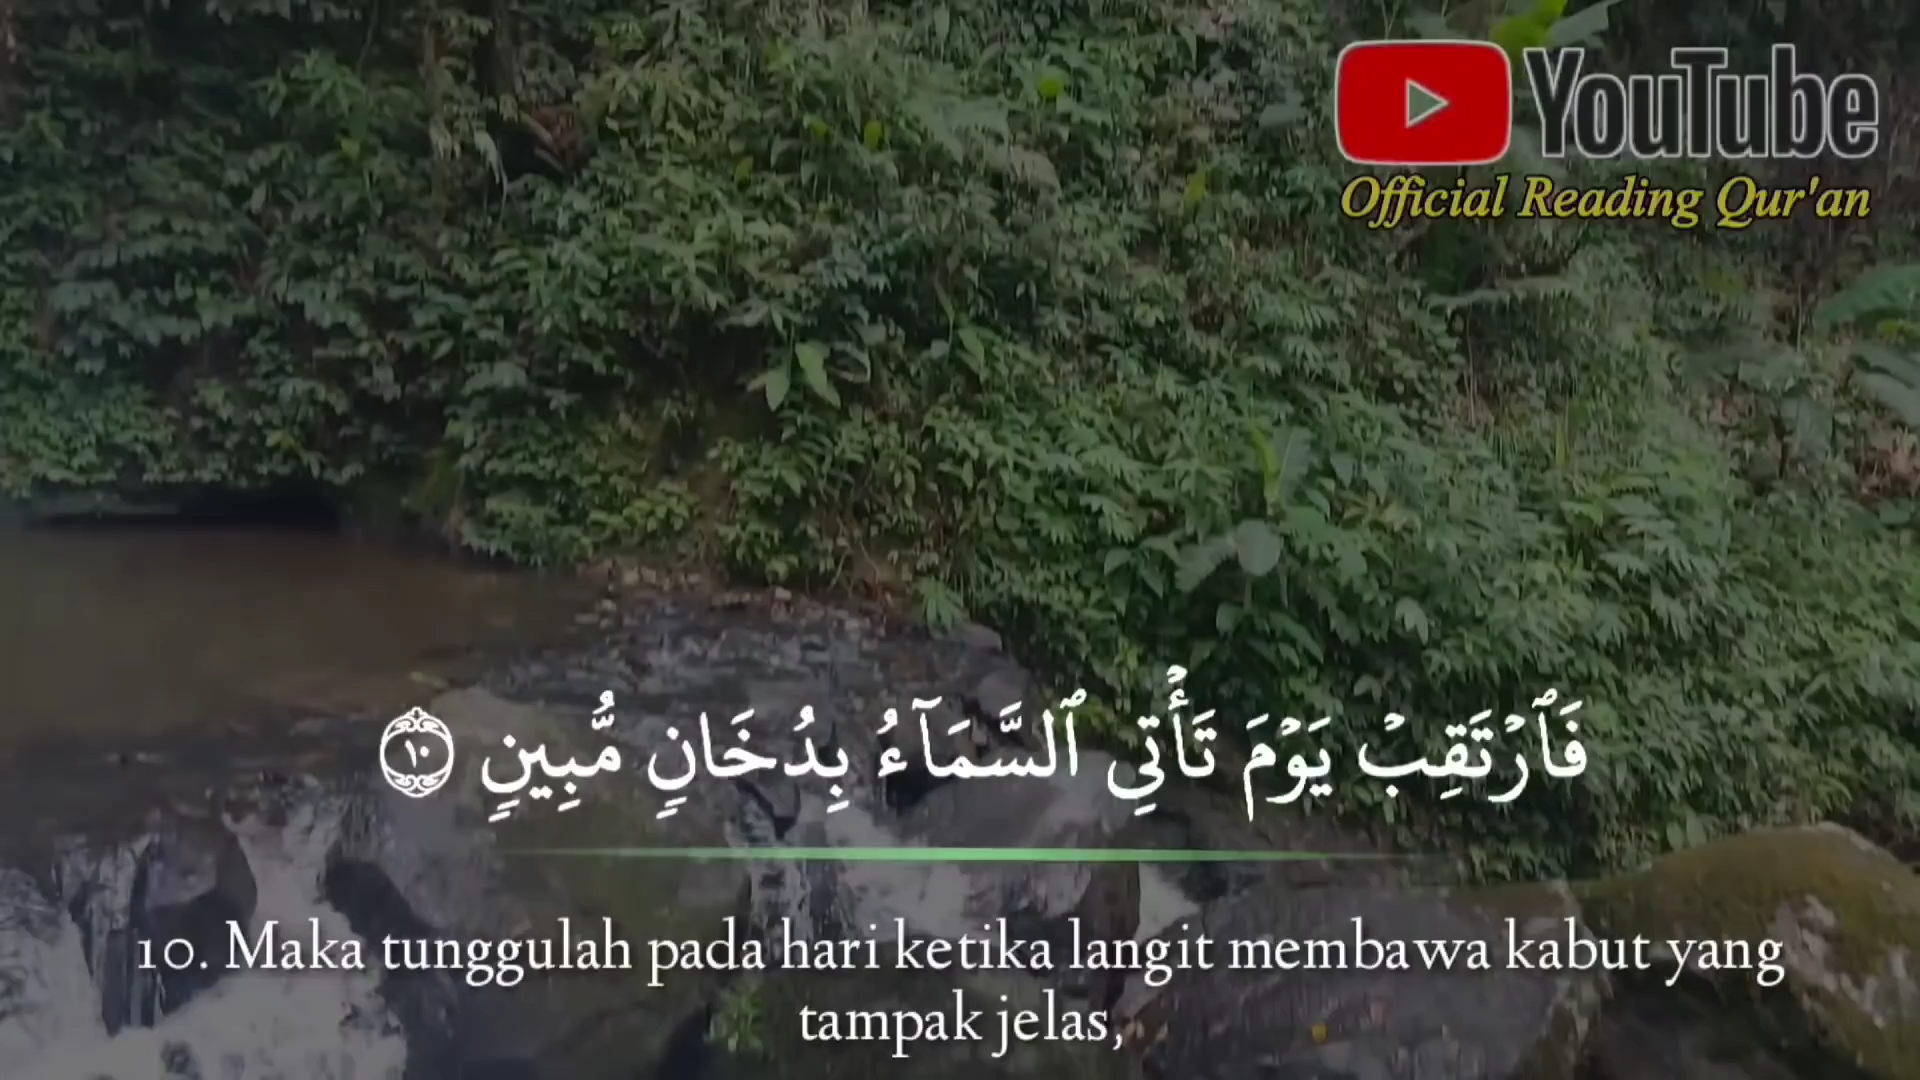 YouTube
Official Reading Qur'an
فَٱرْتَقِبْ يَوْمَ تَأْتِى ٱلسَّمَآءُ بِدُخَانٍ مُّبِينٍ ١٠
10. Maka tunggulah pada hari ketika langit membawa kabut yang
tampak jelas,